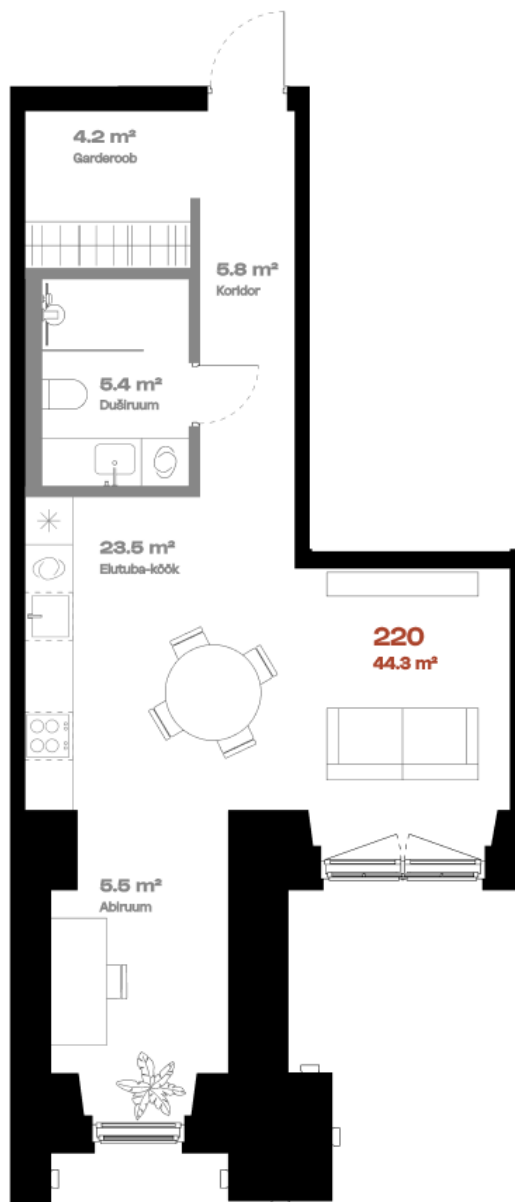 4.2 m²
Garderoob
5.8 m²
Koridor
5.4 m²
Duširuum
23.5 m²
Elutuba-köök
220
44.3 m²
5.5 m²
Abiruum